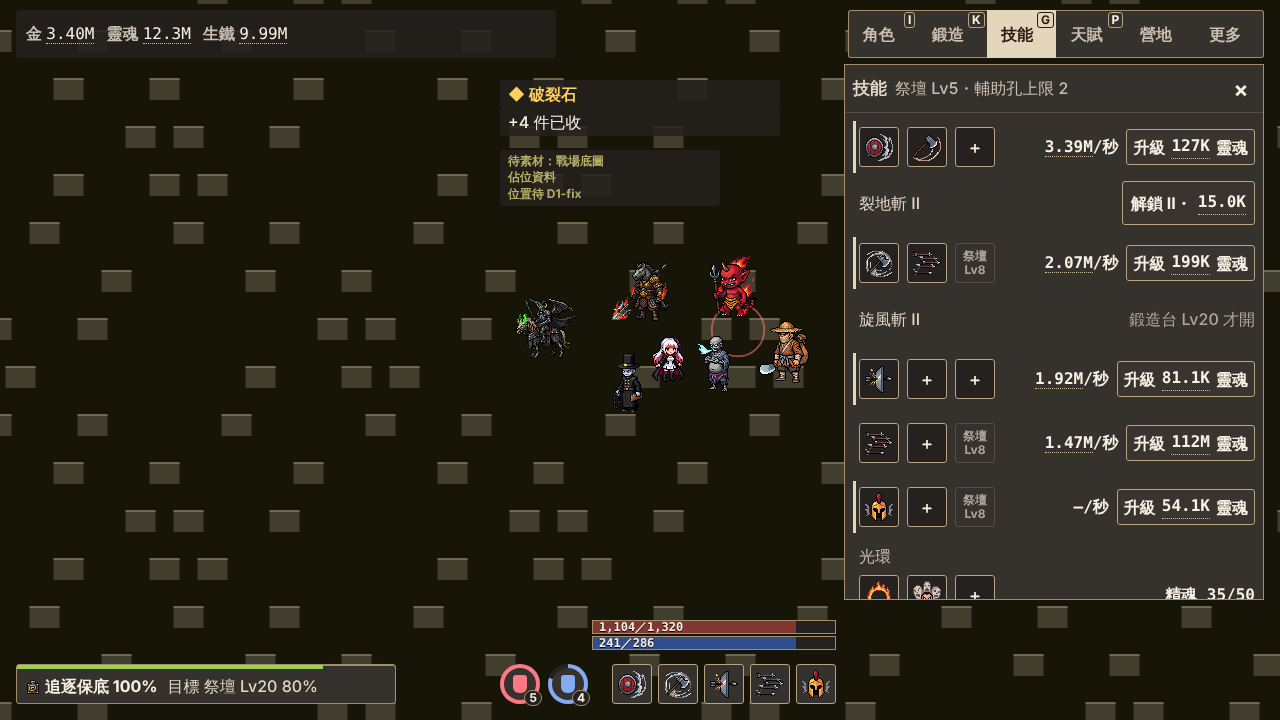 金 3.40M 靈魂 12.3M 生鐵 9.99M
角色 I 鍛造 K 技能 G 天賦 P 營地 更多
◆ 破裂石
+4 件已收
待素材：戰場底圖
佔位資料
位置待 D1-fix
技能 祭壇 Lv5・輔助孔上限 2 ×
+ 3.39M/秒 升級 127K 靈魂
裂地斬 II 解鎖 II・ 15.0K
祭壇 Lv8 2.07M/秒 升級 199K 靈魂
旋風斬 II 鍛造台 Lv20 才開
+ + 1.92M/秒 升級 81.1K 靈魂
+ 祭壇 Lv8 1.47M/秒 升級 112M 靈魂
+ 祭壇 Lv8 —/秒 升級 54.1K 靈魂
光環
+ 精魂 35/50
1,104／1,320
241／286
追逐保底 100% 目標 祭壇 Lv20 80%
5 4